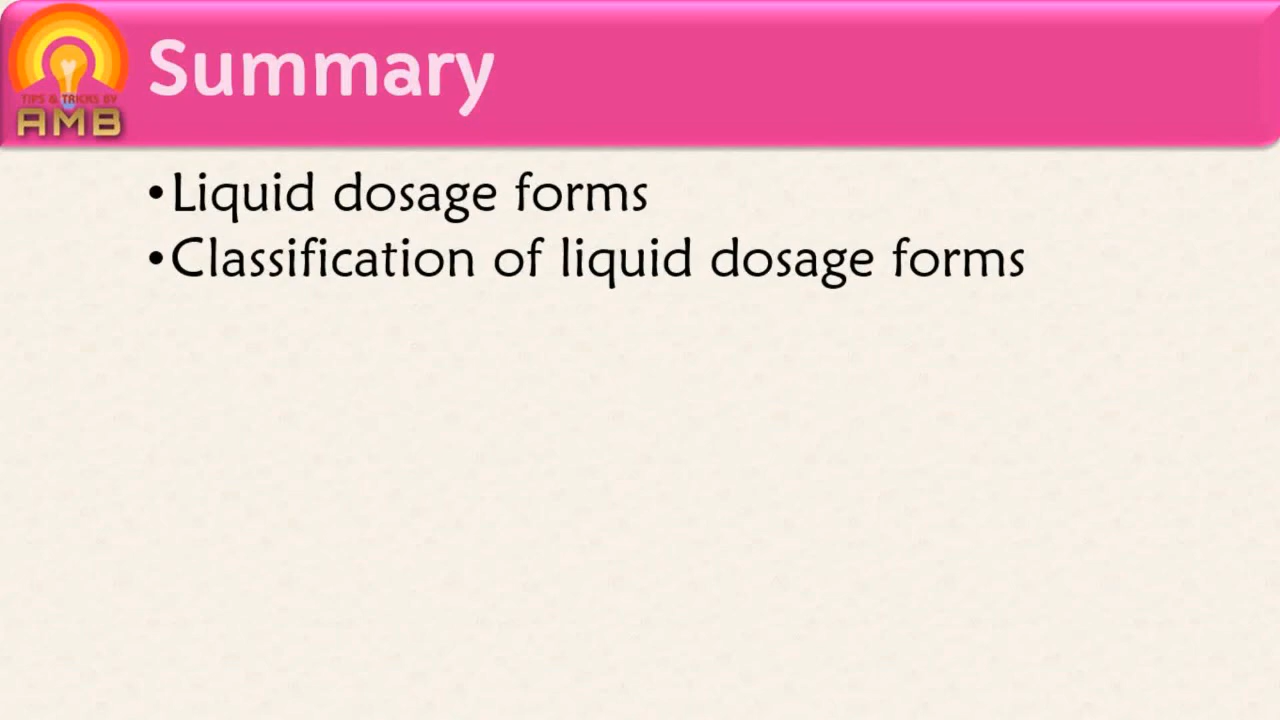 Summary
TIPS & TRICKS BY
AMB
•Liquid dosage forms
•Classification of liquid dosage forms